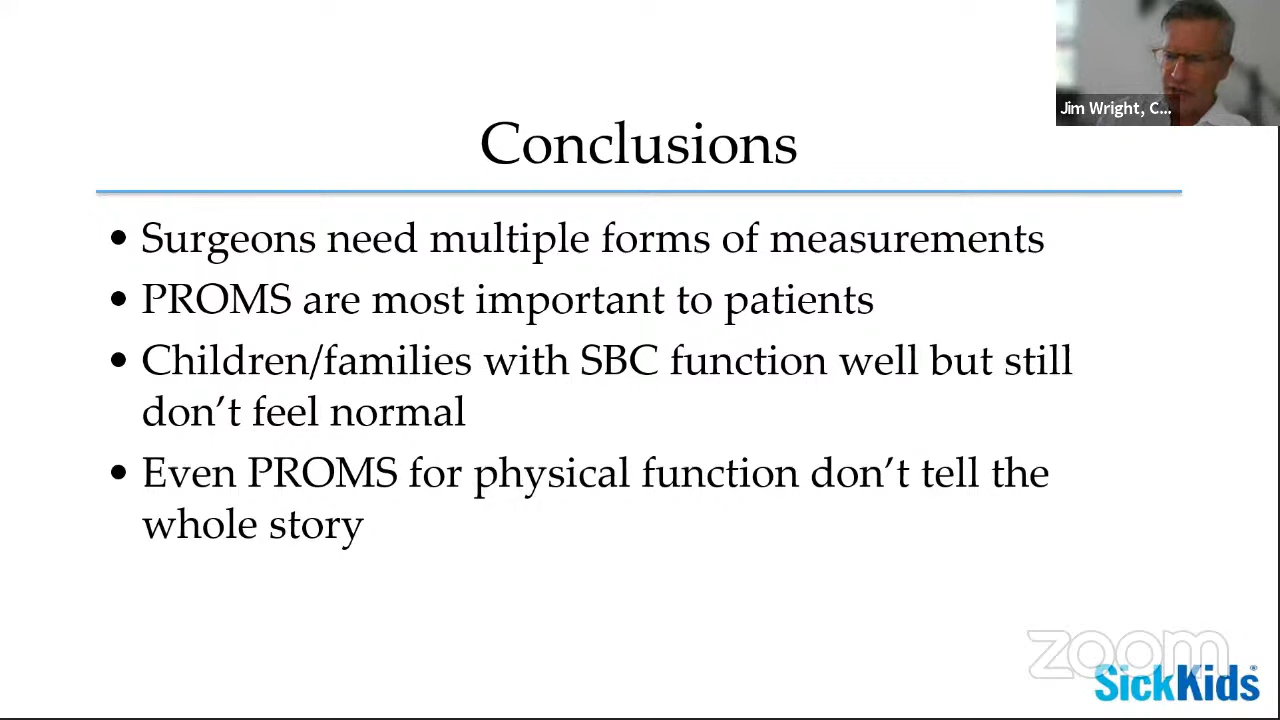 Jim Wright, C...
Conclusions
• Surgeons need multiple forms of measurements
• PROMS are most important to patients
• Children/families with SBC function well but still
don’t feel normal
• Even PROMS for physical function don’t tell the
whole story
zoom
SickKids®